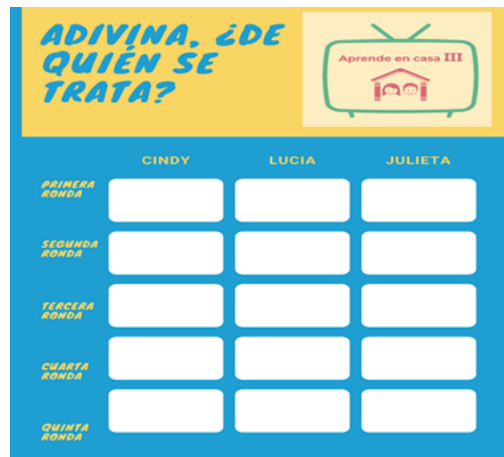 ADIVINA, ¿DE
QUIÉN SE
TRATA?
Aprende en casa III
CINDY LUCIA JULIETA
PRIMERA
RONDA
SEGUNDA
RONDA
TERCERA
RONDA
CUARTA
RONDA
QUINTA
RONDA